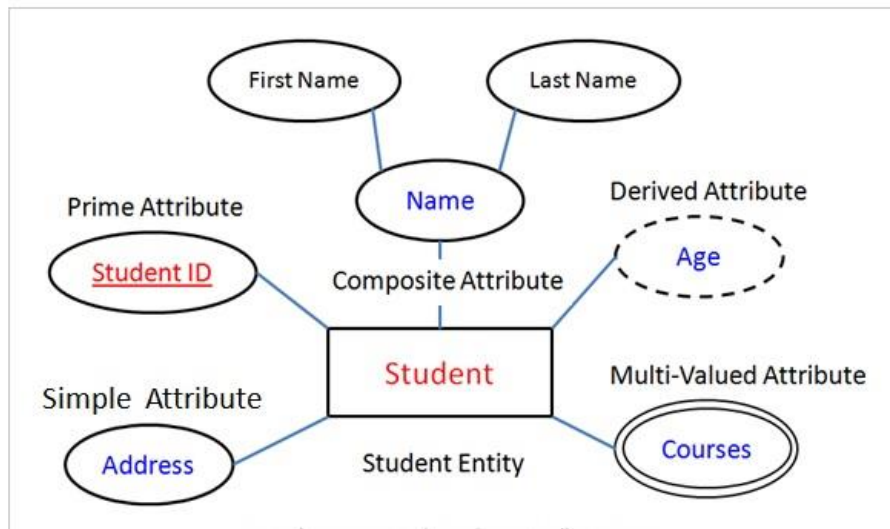 First Name
Last Name
Name
Prime Attribute
Derived Attribute
Student ID
Age
Composite Attribute
Student
Multi-Valued Attribute
Simple Attribute
Address
Student Entity
Courses